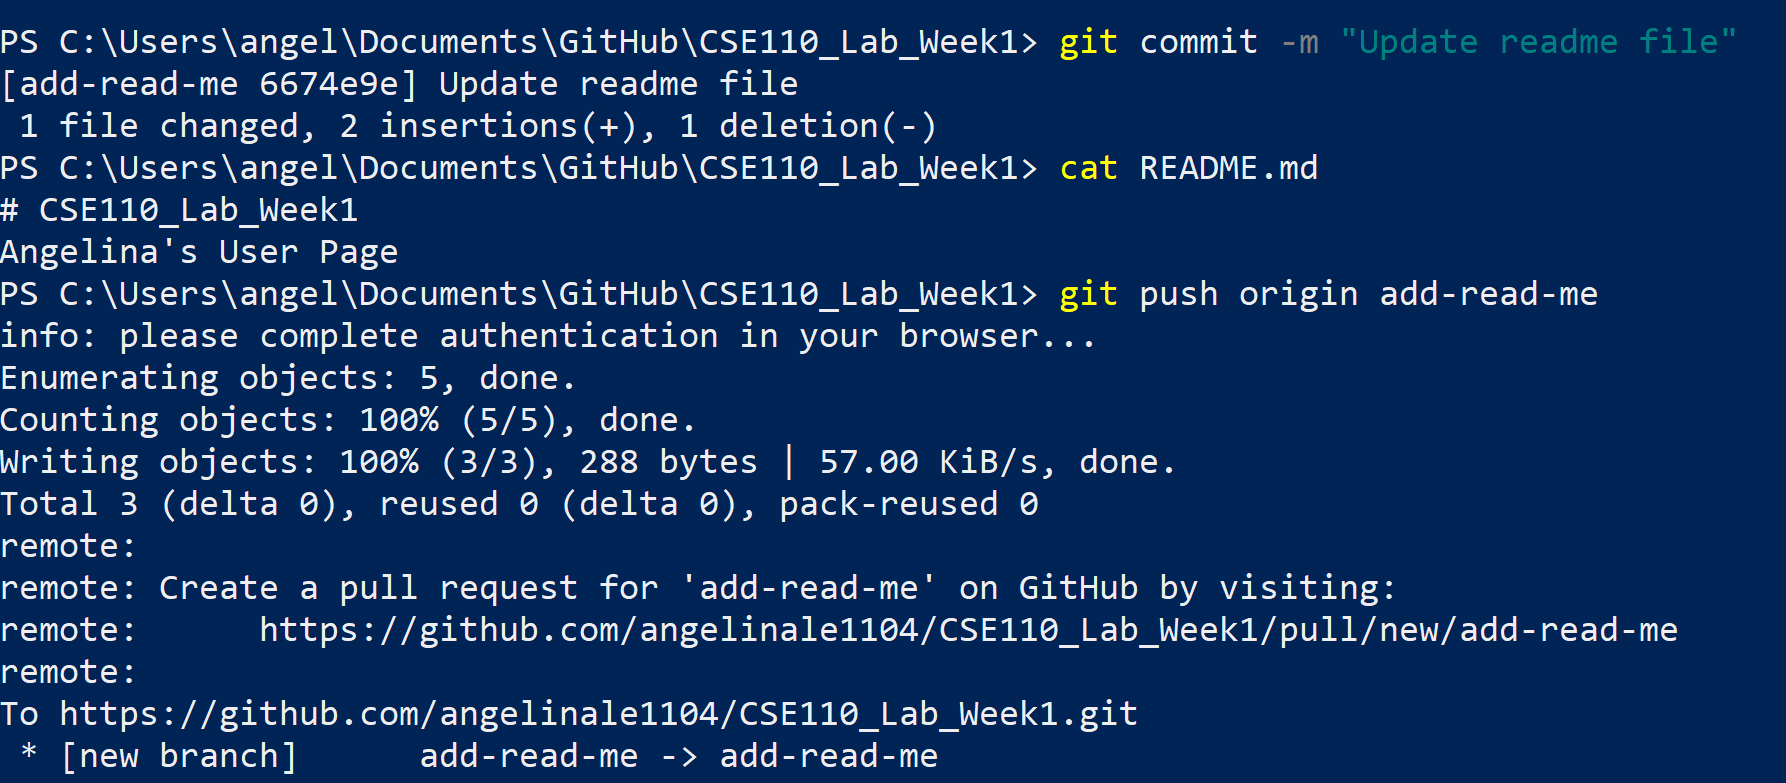 PS C:\Users\angel\Documents\GitHub\CSE110_Lab_Week1> git commit -m "Update readme file"
[add-read-me 6674e9e] Update readme file
 1 file changed, 2 insertions(+), 1 deletion(-)
PS C:\Users\angel\Documents\GitHub\CSE110_Lab_Week1> cat README.md
# CSE110_Lab_Week1
Angelina's User Page
PS C:\Users\angel\Documents\GitHub\CSE110_Lab_Week1> git push origin add-read-me
info: please complete authentication in your browser...
Enumerating objects: 5, done.
Counting objects: 100% (5/5), done.
Writing objects: 100% (3/3), 288 bytes | 57.00 KiB/s, done.
Total 3 (delta 0), reused 0 (delta 0), pack-reused 0
remote:
remote: Create a pull request for 'add-read-me' on GitHub by visiting:
remote:      https://github.com/angelinale1104/CSE110_Lab_Week1/pull/new/add-read-me
remote:
To https://github.com/angelinale1104/CSE110_Lab_Week1.git
 * [new branch]      add-read-me -> add-read-me